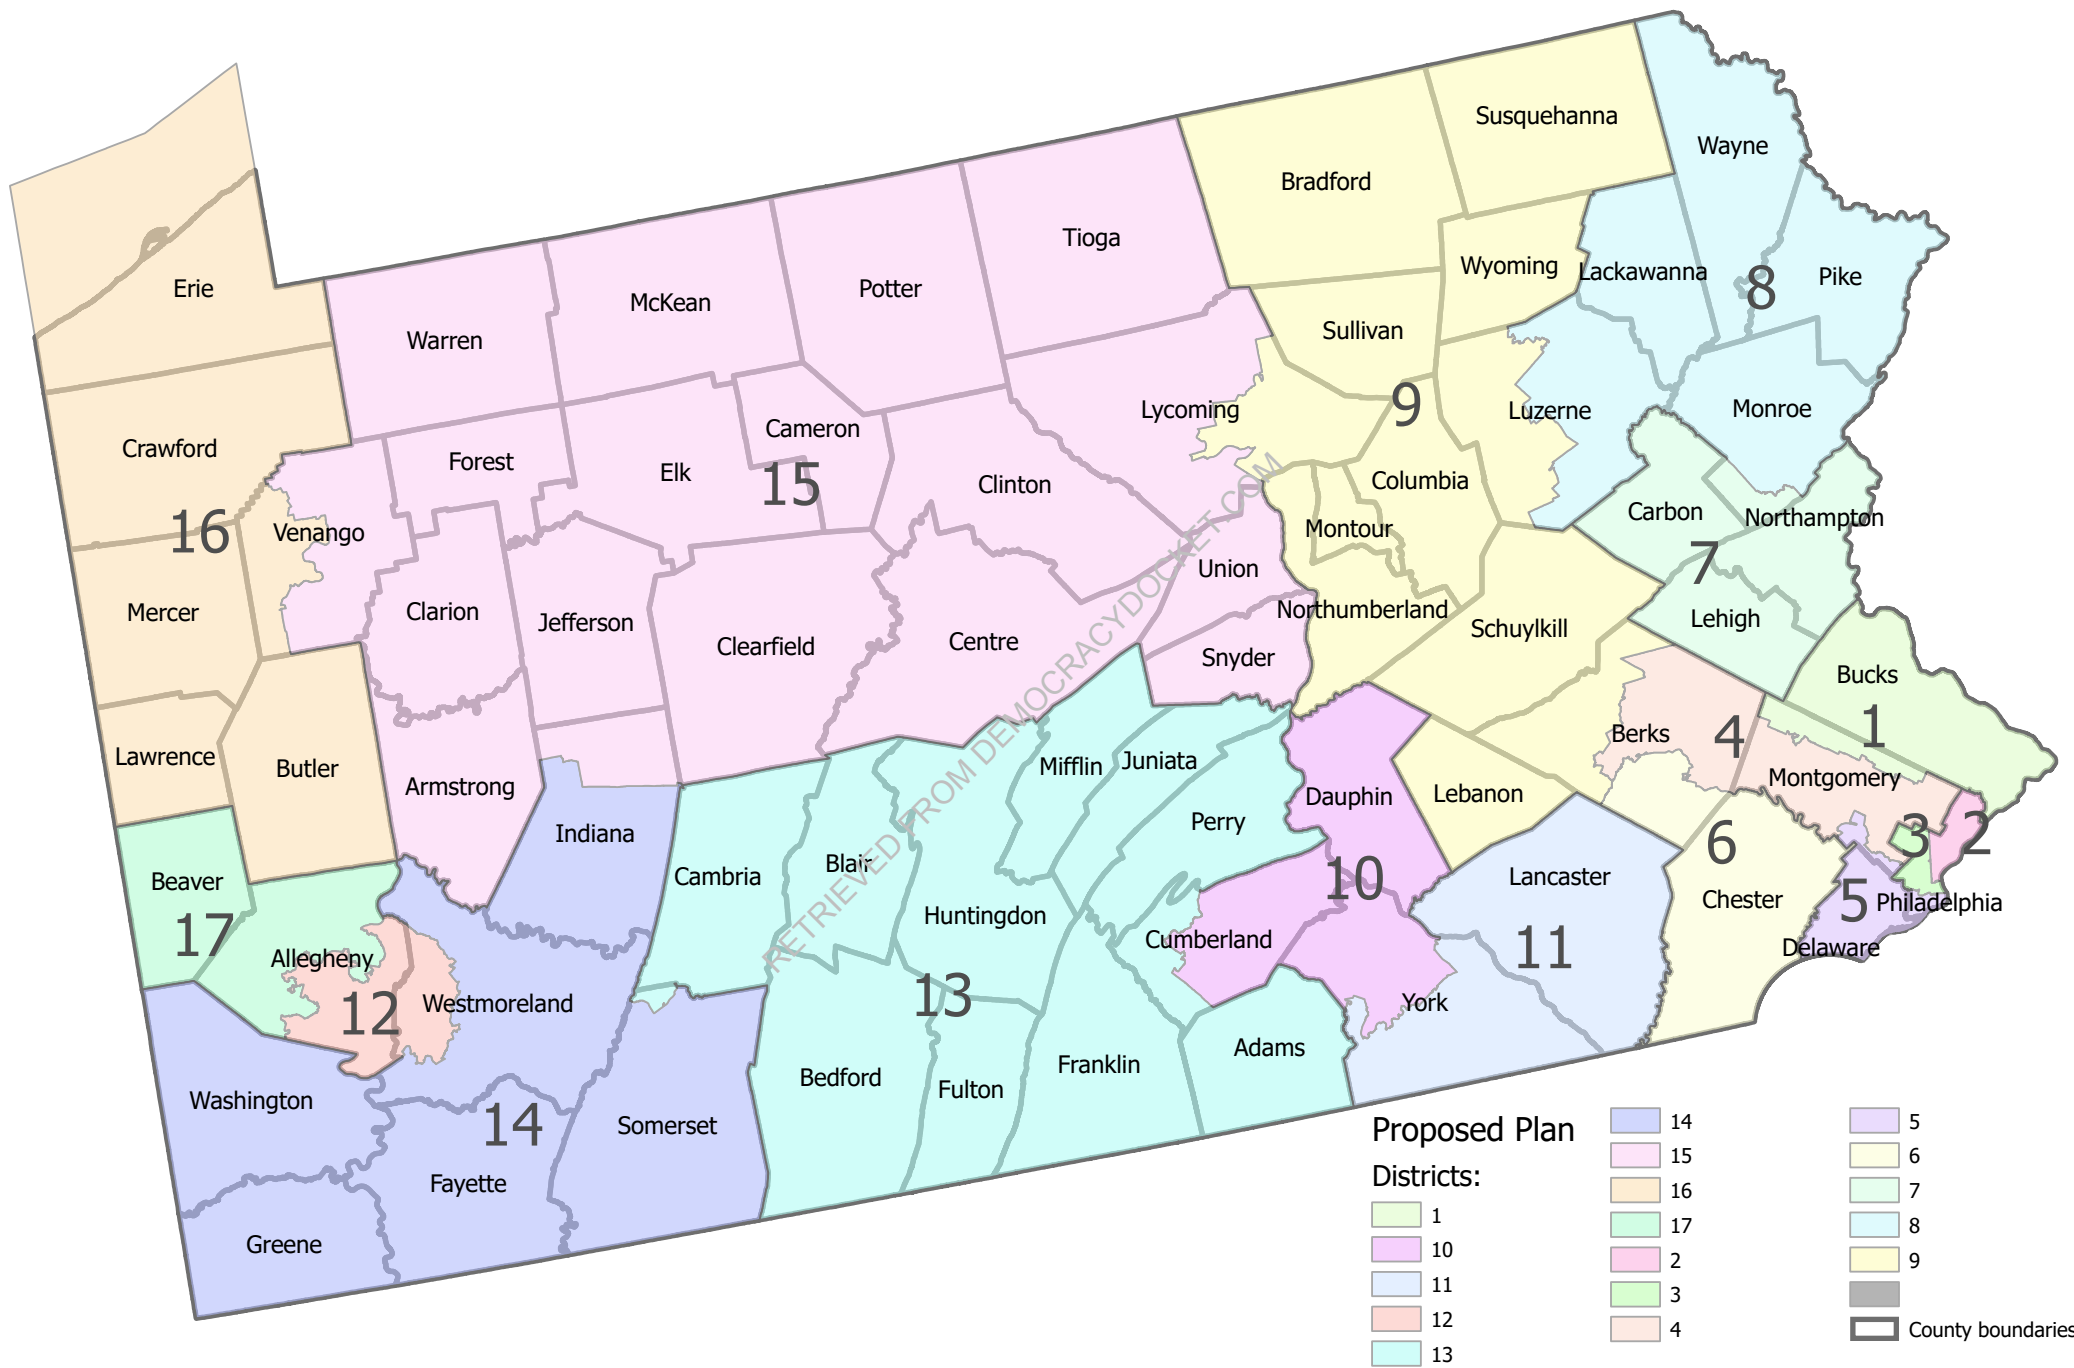 Susquehanna
Wayne
Bradford
Tioga
Wyoming
Lackawanna
Pike
8
Erie
McKean
Potter
Sullivan
Warren
Lycoming
9
Luzerne
Monroe
Crawford
Cameron
Forest
Elk
15
Clinton
Columbia
16
Venango
Montour
Carbon
Northampton
7
Union
Mercer
Clarion
Jefferson
Northumberland
Schuylkill
Lehigh
Clearfield
Centre
Snyder
Bucks
1
Lawrence
Butler
Armstrong
Mifflin
Juniata
Berks
4
Montgomery
Dauphin
Lebanon
Indiana
Perry
3
2
6
Beaver
Cambria
Blair
10
Lancaster
Chester
5
Philadelphia
17
Allegheny
Huntingdon
Cumberland
11
Delaware
12
Westmoreland
13
York
RETRIEVED FROM DEMOCRACYDOCKET.COM
Washington
14
Somerset
Bedford
Fulton
Franklin
Adams
Fayette
Greene
Proposed Plan
Districts:
1
10
11
12
13
14
15
16
17
2
3
4
5
6
7
8
9
County boundaries